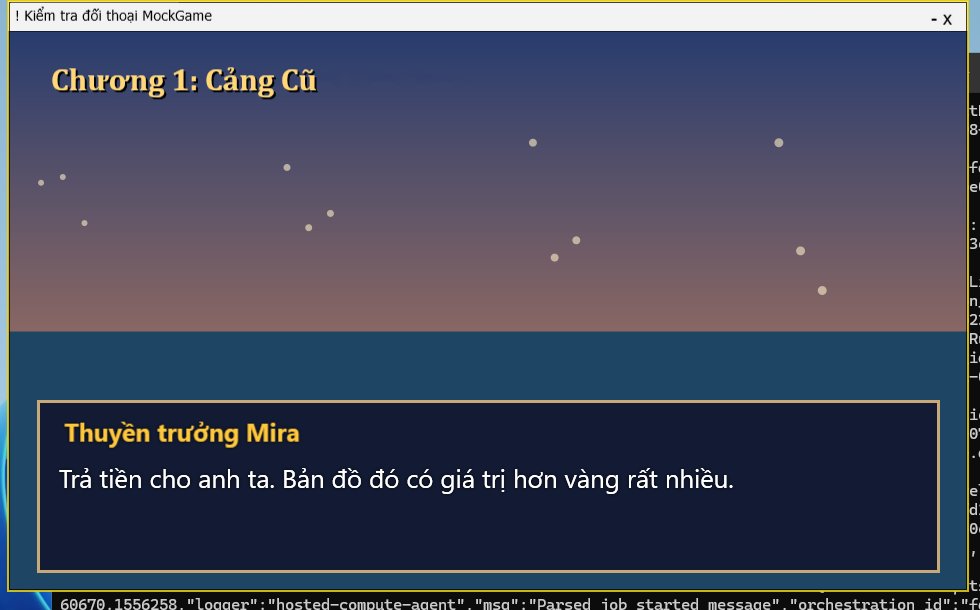 ! Kiểm tra đối thoại MockGame
- x
Chương 1: Cảng Cũ
Thuyền trưởng Mira
Trả tiền cho anh ta. Bản đồ đó có giá trị hơn vàng rất nhiều.
60670.1556258,"logger":"hosted-compute-agent","msg":"Parsed job started message","orchestration_id":"f